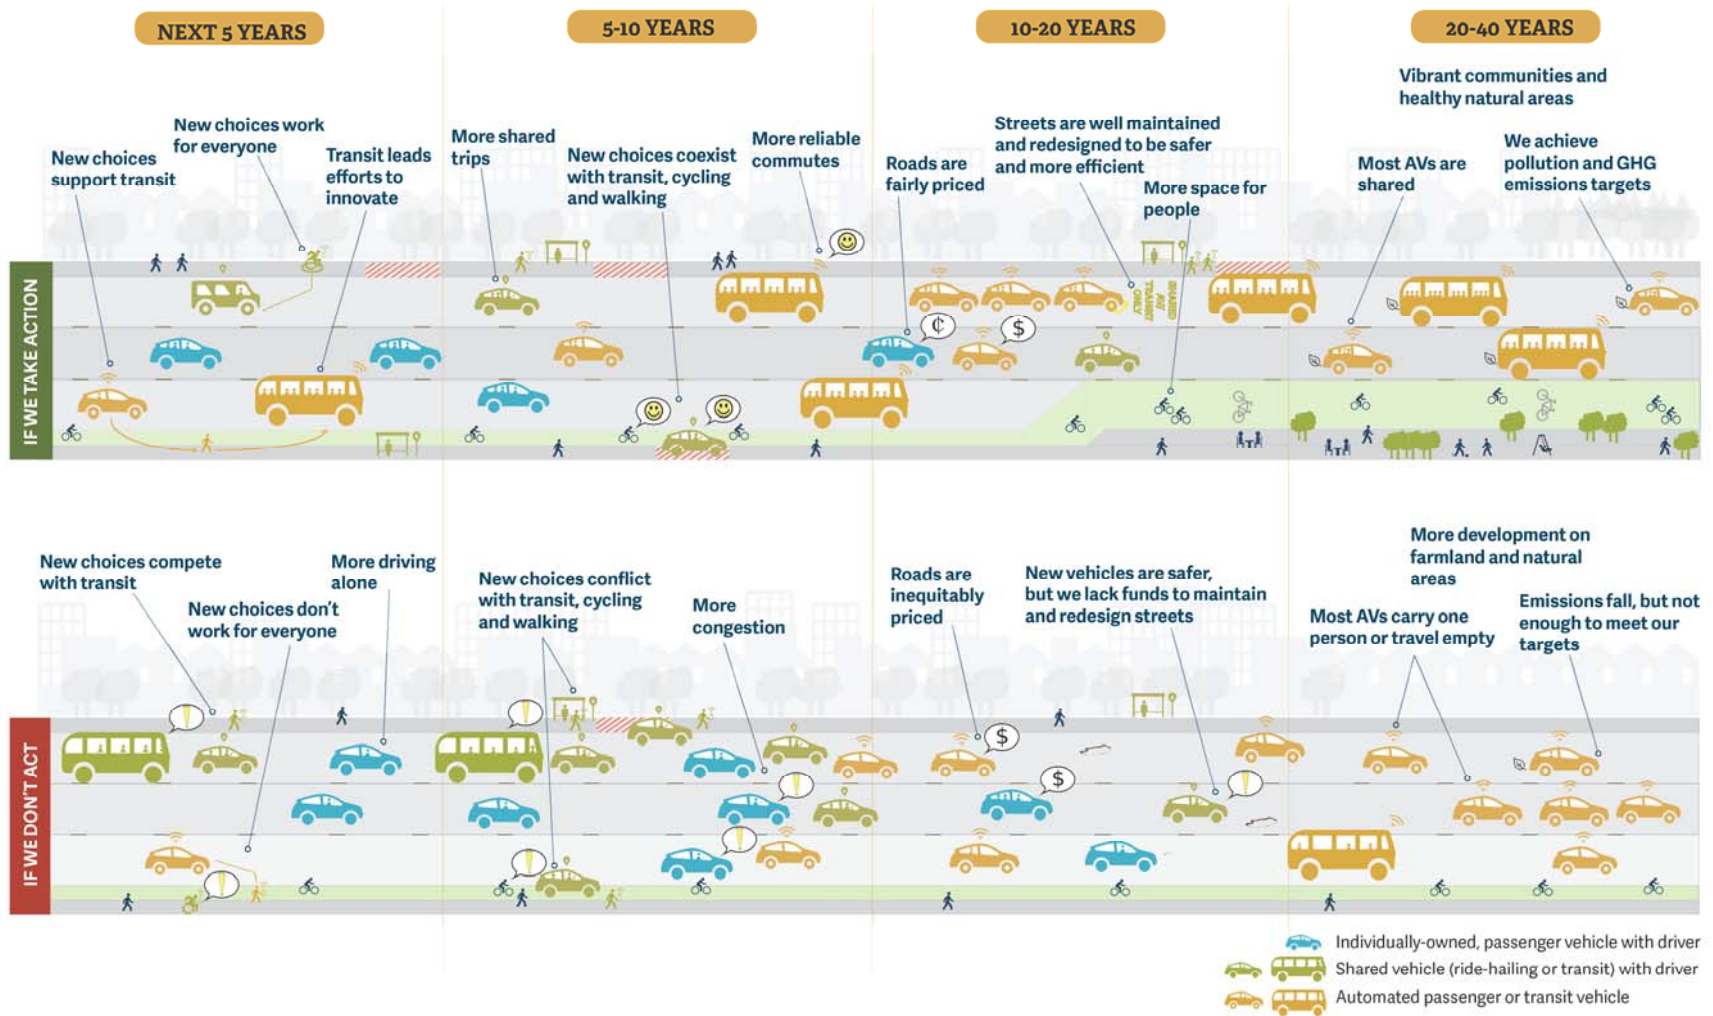 NEXT 5 YEARS
5-10 YEARS
10-20 YEARS
20-40 YEARS
IF WE TAKE ACTION
New choices
support transit
New choices work
for everyone
Transit leads
efforts to
innovate
More shared
trips
New choices coexist
with transit, cycling
and walking
More reliable
commutes
Roads are
fairly priced
Streets are well maintained
and redesigned to be safer
and more efficient
More space for
people
Vibrant communities and
healthy natural areas
Most AVs are
shared
We achieve
pollution and GHG
emissions targets
¢
$
SHARED
AV/
TRANSIT
ONLY
IF WE DON'T ACT
New choices compete
with transit
New choices don't
work for everyone
More driving
alone
New choices conflict
with transit, cycling
and walking
More
congestion
Roads are
inequitably
priced
New vehicles are safer,
but we lack funds to maintain
and redesign streets
More development on
farmland and natural
areas
Most AVs carry one
person or travel empty
Emissions fall, but not
enough to meet our
targets
!
!
$
$
!
!
!
!
!
Individually-owned, passenger vehicle with driver
Shared vehicle (ride-hailing or transit) with driver
Automated passenger or transit vehicle